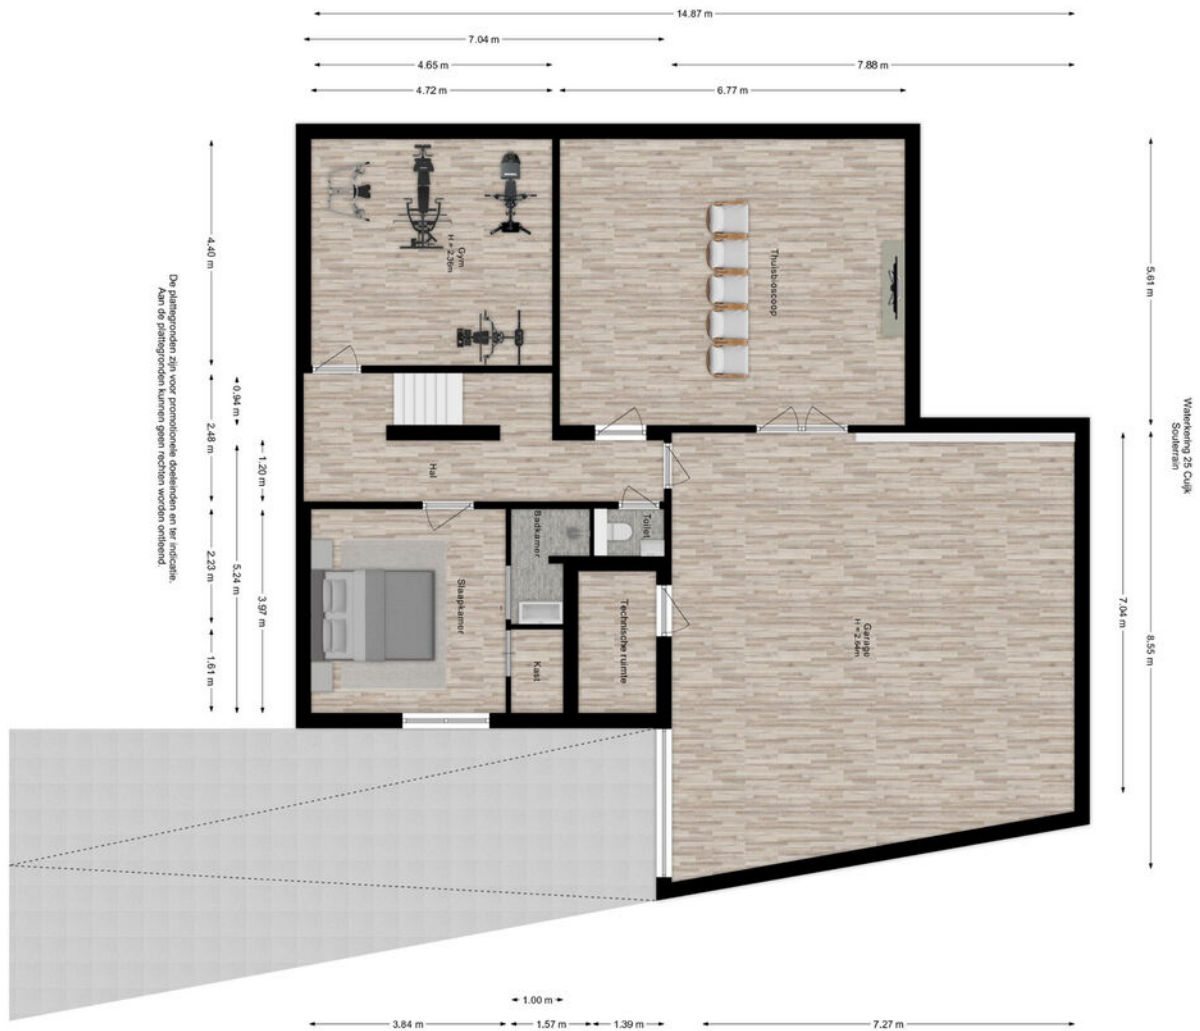 14.87 m
7.04 m
4.65 m
7.88 m
4.72 m
6.77 m
4.40 m
2.48 m
0.94 m
1.20 m
2.23 m
5.24 m
3.97 m
1.61 m
De plattegronden zijn voor promotionele doeleinden en ter indicatie.
Aan de plattegronden kunnen geen rechten worden ontleend.
Gym
H = 2.36m
Thuisbioscoop
Hal
Slaapkamer
Badkamer
Toilet
Kast
Technische ruimte
Garage
H = 2.64m
5.61 m
7.04 m
8.55 m
Waterkering 25 Cuijk
Souterrain
1.00 m
3.84 m
1.57 m
1.39 m
7.27 m